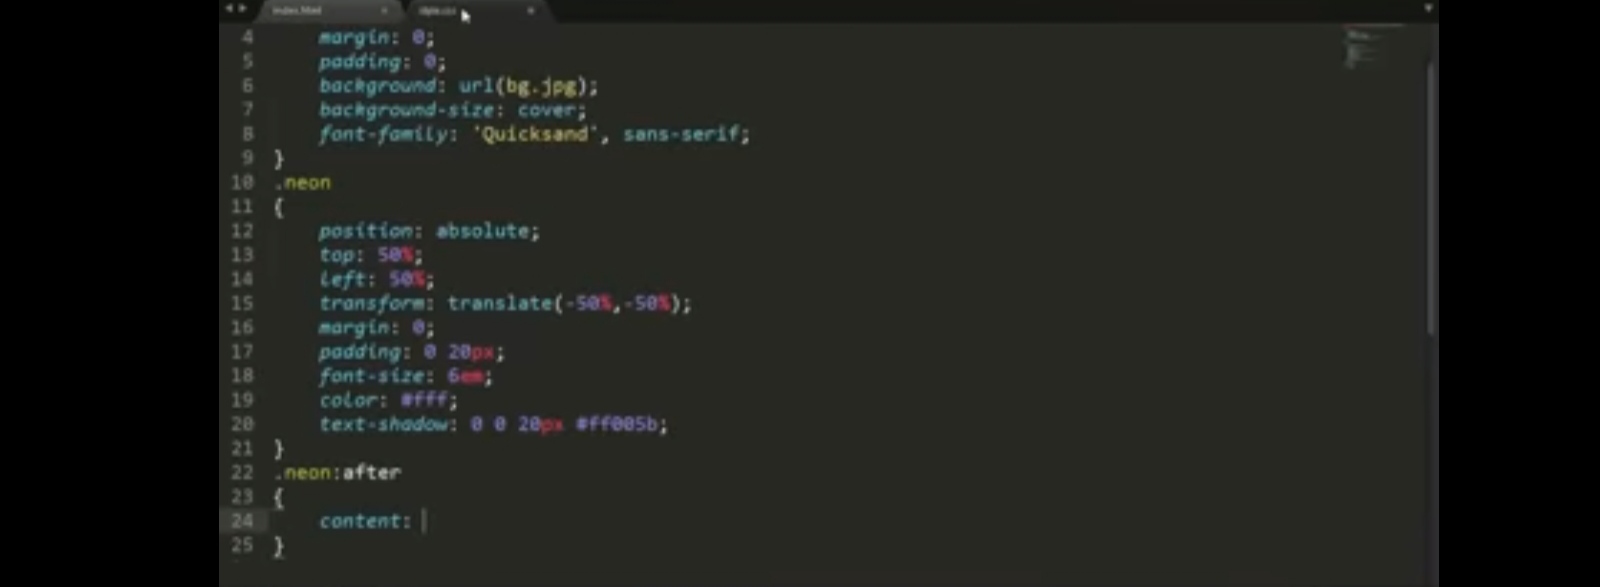 index.html
style.css
4 margin: 0;
5 padding: 0;
6 background: url(bg.jpg);
7 background-size: cover;
8 font-family: 'Quicksand', sans-serif;
9 }
10 .neon
11 {
12 position: absolute;
13 top: 50%;
14 left: 50%;
15 transform: translate(-50%,-50%);
16 margin: 0;
17 padding: 0 20px;
18 font-size: 6em;
19 color: #fff;
20 text-shadow: 0 0 20px #ff005b;
21 }
22 .neon:after
23 {
24 content:
25 }